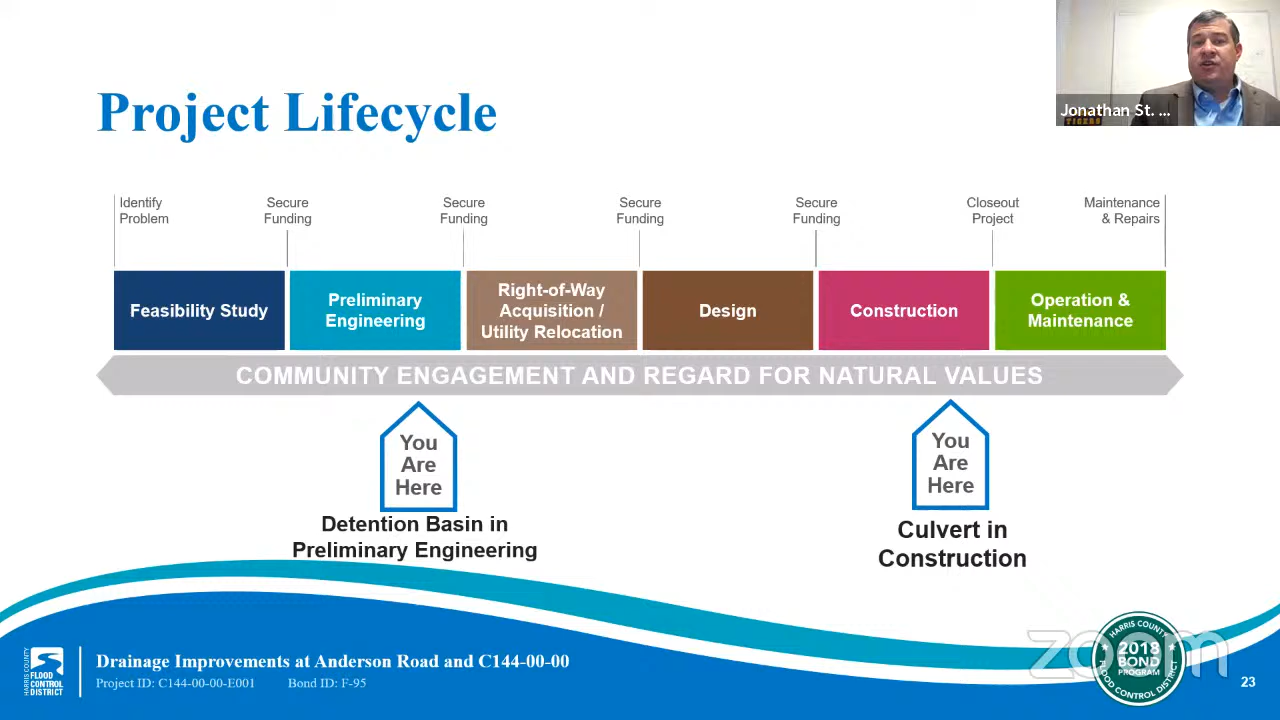 Jonathan St. ...
TIGERS
Project Lifecycle
Identify
Problem
Secure
Funding
Secure
Funding
Secure
Funding
Secure
Funding
Closeout
Project
Maintenance
& Repairs
Feasibility Study
Preliminary
Engineering
Right-of-Way
Acquisition /
Utility Relocation
Design
Construction
Operation &
Maintenance
COMMUNITY ENGAGEMENT AND REGARD FOR NATURAL VALUES
You
Are
Here
Detention Basin in
Preliminary Engineering
You
Are
Here
Culvert in
Construction
HARRIS COUNTY
FLOOD
CONTROL
DISTRICT
Drainage Improvements at Anderson Road and C144-00-00
Project ID: C144-00-00-E001 Bond ID: F-95
zoom
HARRIS COUNTY
2018
BOND
PROGRAM
FLOOD CONTROL DISTRICT
23